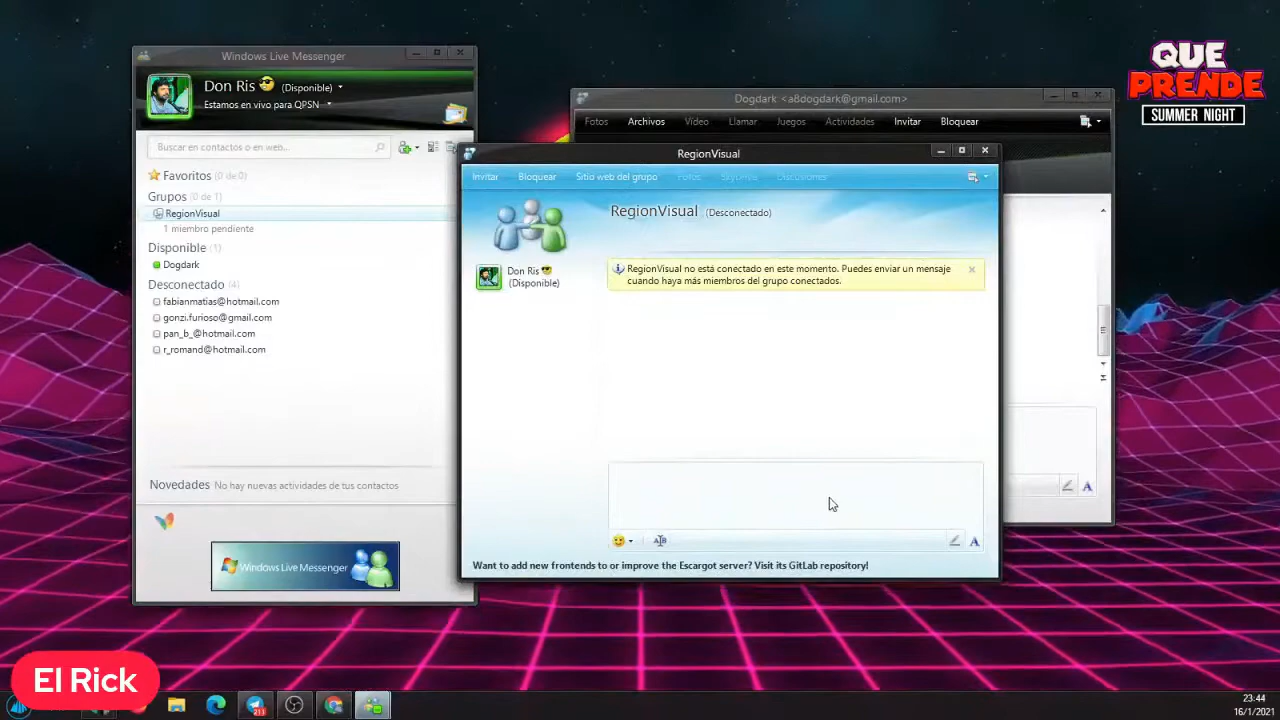 Windows Live Messenger
Don Ris
(Disponible)
Estamos en vivo para QPSN
Buscar en contactos o en web...
Favoritos (0 de 0)
Grupos (0 de 1)
RegionVisual
1 miembro pendiente
Disponible (1)
Dogdark
Desconectado (4)
fabianmatias@hotmail.com
gonzi.furioso@gmail.com
pan_b_@hotmail.com
r_romand@hotmail.com
Novedades No hay nuevas actividades de tus contactos
Windows Live Messenger
Dogdark <a8dogdark@gmail.com>
Fotos Archivos Vídeo Llamar Juegos Actividades Invitar Bloquear
RegionVisual
Invitar Bloquear Sitio web del grupo Fotos SkyDrive Discusiones
RegionVisual (Desconectado)
Don Ris
(Disponible)
RegionVisual no está conectado en este momento. Puedes enviar un mensaje
cuando haya más miembros del grupo conectados.
Want to add new frontends to or improve the Escargot server? Visit its GitLab repository!
QUE
PRENDE
SUMMER NIGHT
El Rick
211
23:44
16/1/2021